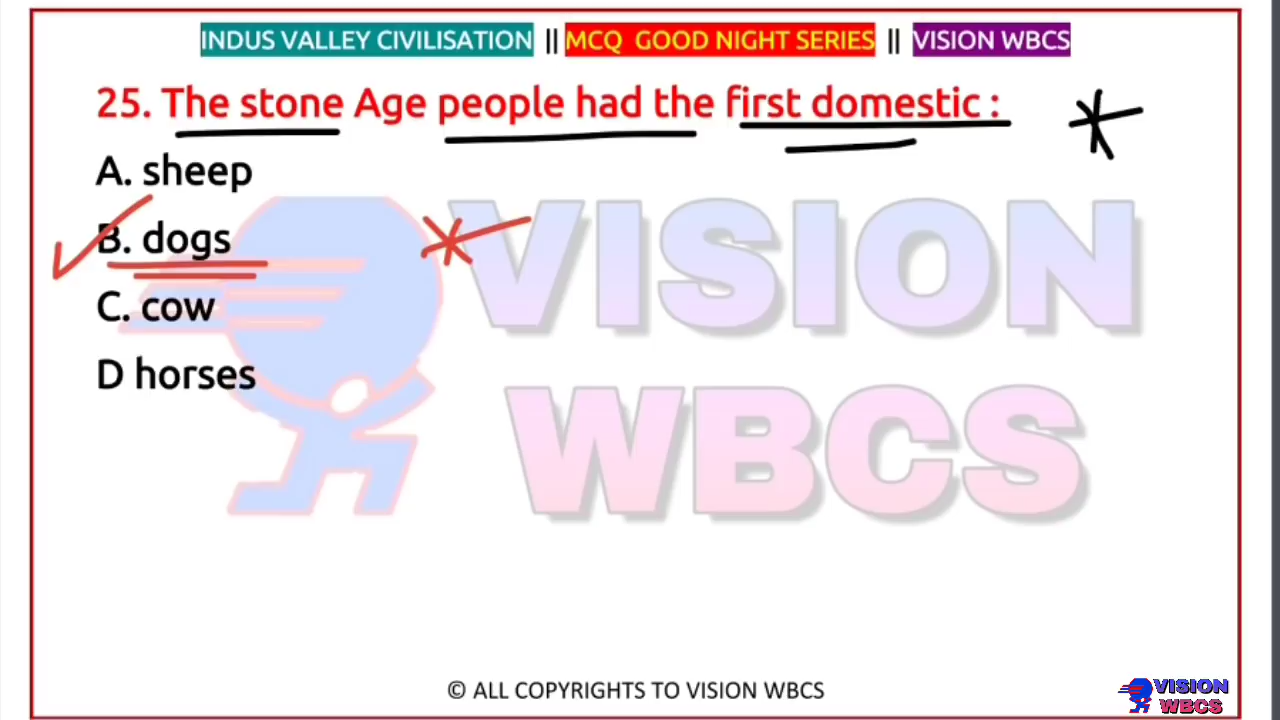 INDUS VALLEY CIVILISATION || MCQ GOOD NIGHT SERIES || VISION WBCS
25. The stone Age people had the first domestic :
A. sheep
B. dogs
C. cow
D horses
VISION
WBCS
© ALL COPYRIGHTS TO VISION WBCS
VISION
WBCS